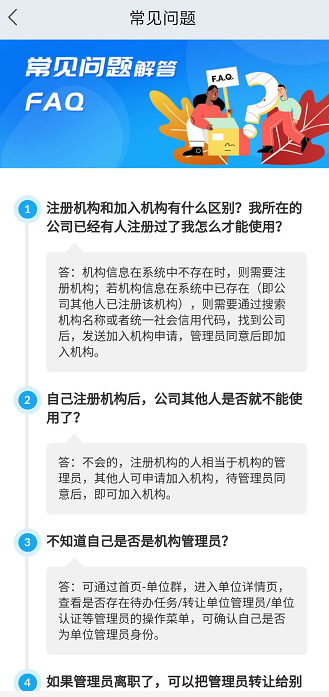 常见问题
常见问题解答
FAQ
F.A.Q.
1 注册机构和加入机构有什么区别？我所在的
公司已经有人注册过了我怎么才能使用？
答：机构信息在系统中不存在时，则需要注
册机构；若机构信息在系统中已存在（即公
司其他人已注册该机构），则需要通过搜索
机构名称或者统一社会信用代码，找到公司
后，发送加入机构申请，管理员同意后即加
入机构。
2 自己注册机构后，公司其他人是否就不能使
用了？
答：不会的，注册机构的人相当于机构的管
理员，其他人可申请加入机构，待管理员同
意后，即可加入机构。
3 不知道自己是否是机构管理员？
答：可通过首页-单位群，进入单位详情页，
查看是否存在待办任务/转让单位管理员/单位
认证等管理员的操作菜单，可确认自己是否
为单位管理员身份。
4 如果管理员离职了，可以把管理员转让给别